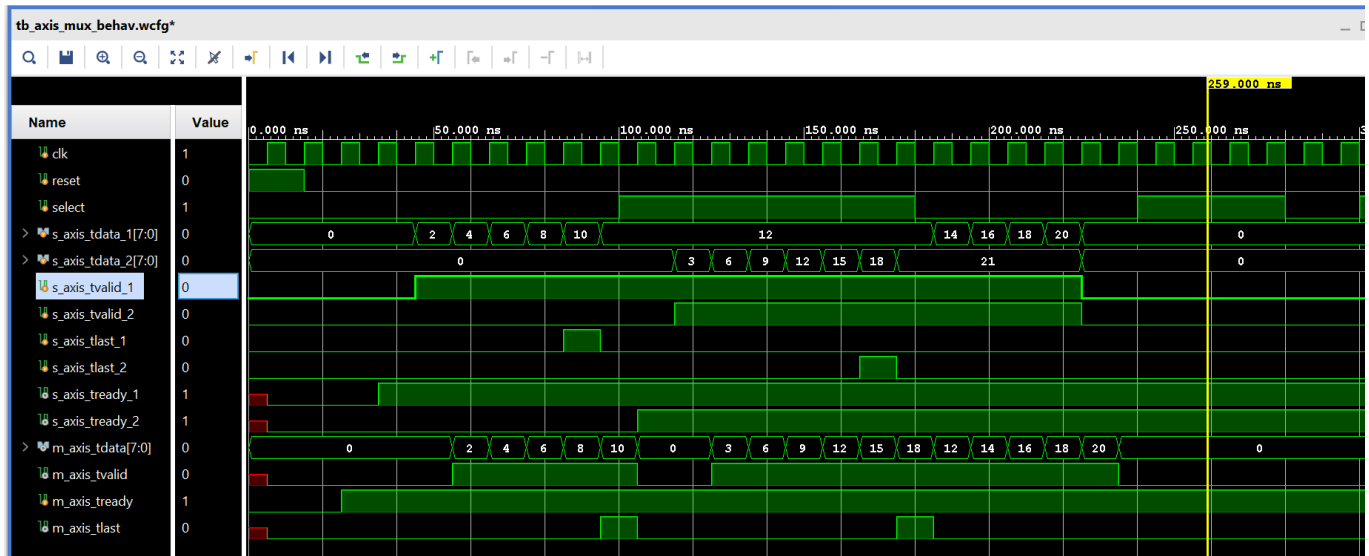 tb_axis_mux_behav.wcfg*
259.000 ns
Name Value
0.000 ns 50.000 ns 100.000 ns 150.000 ns 200.000 ns 250.000 ns
clk 1
reset 0
select 1
s_axis_tdata_1[7:0] 0 0 2 4 6 8 10 12 14 16 18 20 0
s_axis_tdata_2[7:0] 0 0 3 6 9 12 15 18 21 0
s_axis_tvalid_1 0
s_axis_tvalid_2 0
s_axis_tlast_1 0
s_axis_tlast_2 0
s_axis_tready_1 1
s_axis_tready_2 1
m_axis_tdata[7:0] 0 0 2 4 6 8 10 0 3 6 9 12 15 18 12 14 16 18 20 0
m_axis_tvalid 0
m_axis_tready 1
m_axis_tlast 0